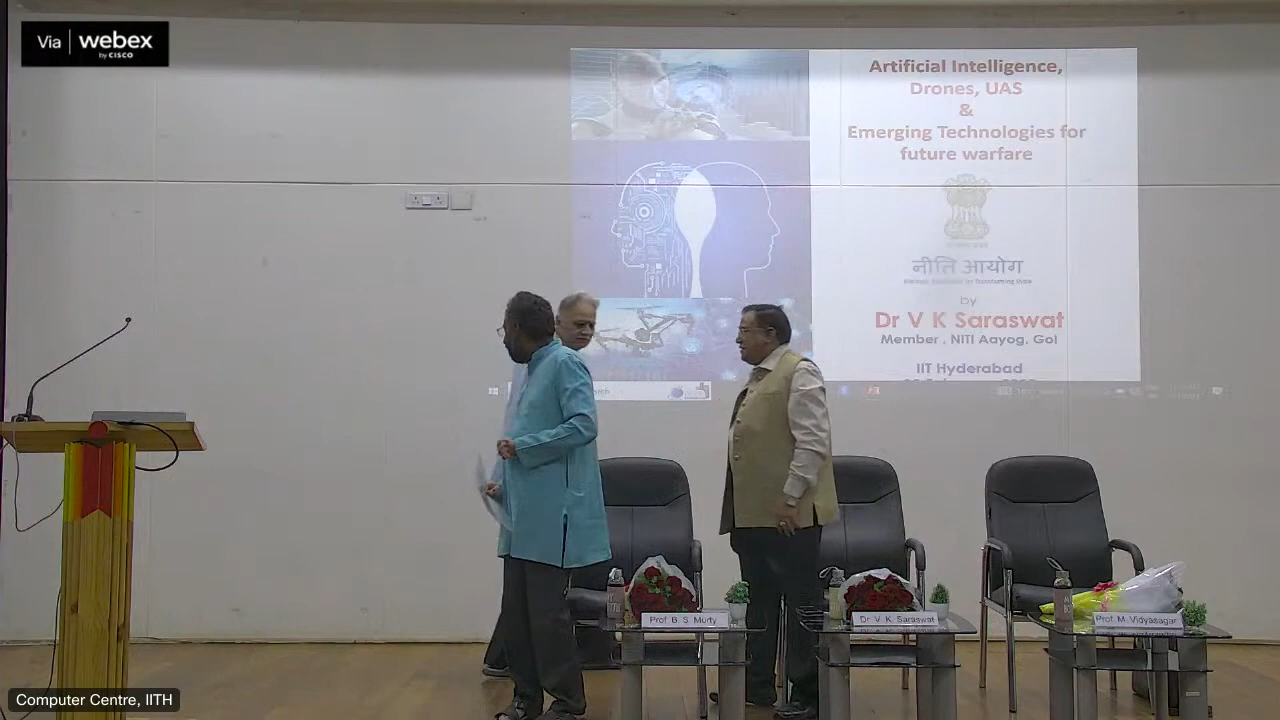 Via webex
by CISCO
Artificial Intelligence,
Drones, UAS
&
Emerging Technologies for
future warfare
नीति आयोग
by
Dr V K Saraswat
Member , NITI Aayog, GoI
IIT Hyderabad
Prof. B. S. Murty
Dr. V. K. Saraswat
Prof. M. Vidyasagar
Computer Centre, IITH